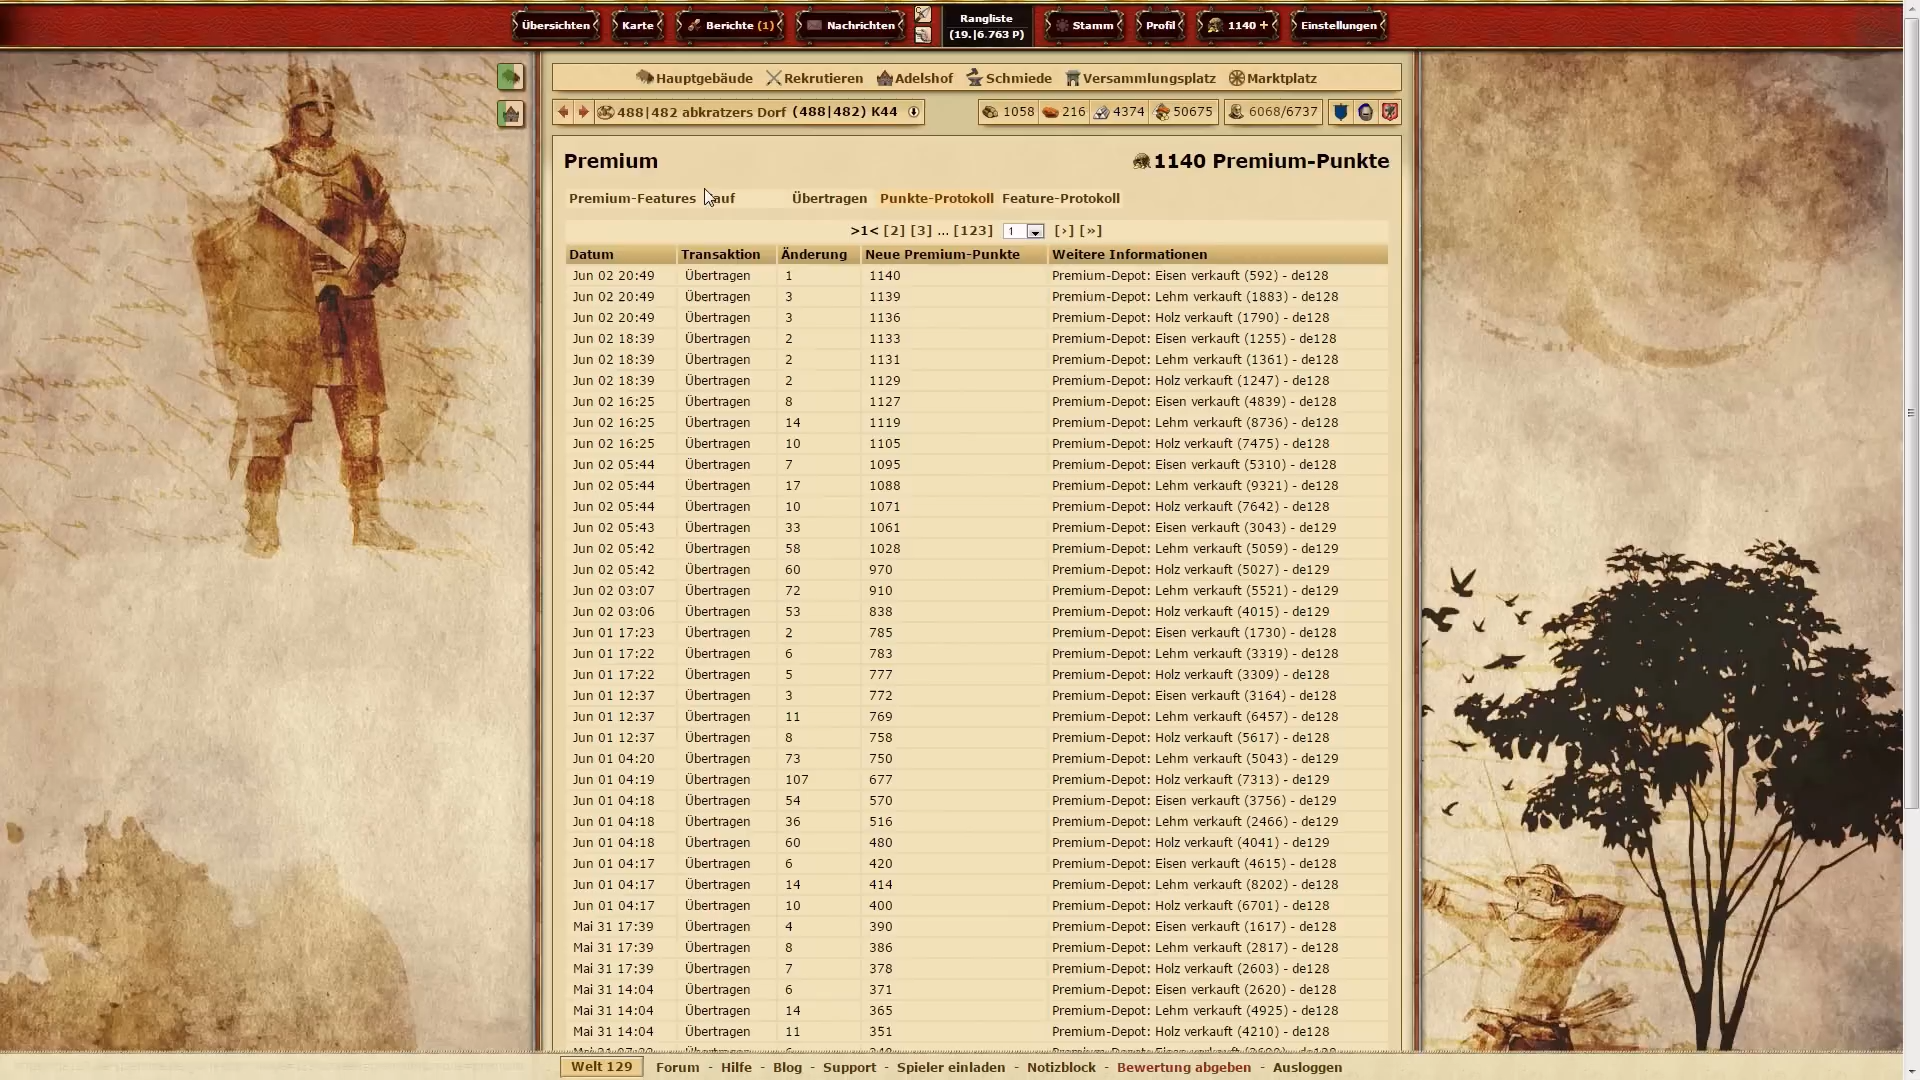 Übersichten Karte Berichte (1) Nachrichten Rangliste (19.|6.763 P) Stamm Profil 1140 + Einstellungen
Hauptgebäude Rekrutieren Adelshof Schmiede Versammlungsplatz Marktplatz
488|482 abkratzers Dorf (488|482) K44 1058 216 4374 50675 6068/6737
Premium 1140 Premium-Punkte
Premium-Features auf Übertragen Punkte-Protokoll Feature-Protokoll
>1< [2] [3] ... [123] 1 [›] [»]
Datum Transaktion Änderung Neue Premium-Punkte Weitere Informationen
Jun 02 20:49 Übertragen 1 1140 Premium-Depot: Eisen verkauft (592) - de128
Jun 02 20:49 Übertragen 3 1139 Premium-Depot: Lehm verkauft (1883) - de128
Jun 02 20:49 Übertragen 3 1136 Premium-Depot: Holz verkauft (1790) - de128
Jun 02 18:39 Übertragen 2 1133 Premium-Depot: Eisen verkauft (1255) - de128
Jun 02 18:39 Übertragen 2 1131 Premium-Depot: Lehm verkauft (1361) - de128
Jun 02 18:39 Übertragen 2 1129 Premium-Depot: Holz verkauft (1247) - de128
Jun 02 16:25 Übertragen 8 1127 Premium-Depot: Eisen verkauft (4839) - de128
Jun 02 16:25 Übertragen 14 1119 Premium-Depot: Lehm verkauft (8736) - de128
Jun 02 16:25 Übertragen 10 1105 Premium-Depot: Holz verkauft (7475) - de128
Jun 02 05:44 Übertragen 7 1095 Premium-Depot: Eisen verkauft (5310) - de128
Jun 02 05:44 Übertragen 17 1088 Premium-Depot: Lehm verkauft (9321) - de128
Jun 02 05:44 Übertragen 10 1071 Premium-Depot: Holz verkauft (7642) - de128
Jun 02 05:43 Übertragen 33 1061 Premium-Depot: Eisen verkauft (3043) - de129
Jun 02 05:42 Übertragen 58 1028 Premium-Depot: Lehm verkauft (5059) - de129
Jun 02 05:42 Übertragen 60 970 Premium-Depot: Holz verkauft (5027) - de129
Jun 02 03:07 Übertragen 72 910 Premium-Depot: Lehm verkauft (5521) - de129
Jun 02 03:06 Übertragen 53 838 Premium-Depot: Holz verkauft (4015) - de129
Jun 01 17:23 Übertragen 2 785 Premium-Depot: Eisen verkauft (1730) - de128
Jun 01 17:22 Übertragen 6 783 Premium-Depot: Lehm verkauft (3319) - de128
Jun 01 17:22 Übertragen 5 777 Premium-Depot: Holz verkauft (3309) - de128
Jun 01 12:37 Übertragen 3 772 Premium-Depot: Eisen verkauft (3164) - de128
Jun 01 12:37 Übertragen 11 769 Premium-Depot: Lehm verkauft (6457) - de128
Jun 01 12:37 Übertragen 8 758 Premium-Depot: Holz verkauft (5617) - de128
Jun 01 04:20 Übertragen 73 750 Premium-Depot: Lehm verkauft (5043) - de129
Jun 01 04:19 Übertragen 107 677 Premium-Depot: Holz verkauft (7313) - de129
Jun 01 04:18 Übertragen 54 570 Premium-Depot: Eisen verkauft (3756) - de129
Jun 01 04:18 Übertragen 36 516 Premium-Depot: Lehm verkauft (2466) - de129
Jun 01 04:18 Übertragen 60 480 Premium-Depot: Holz verkauft (4041) - de129
Jun 01 04:17 Übertragen 6 420 Premium-Depot: Eisen verkauft (4615) - de128
Jun 01 04:17 Übertragen 14 414 Premium-Depot: Lehm verkauft (8202) - de128
Jun 01 04:17 Übertragen 10 400 Premium-Depot: Holz verkauft (6701) - de128
Mai 31 17:39 Übertragen 4 390 Premium-Depot: Eisen verkauft (1617) - de128
Mai 31 17:39 Übertragen 8 386 Premium-Depot: Lehm verkauft (2817) - de128
Mai 31 17:39 Übertragen 7 378 Premium-Depot: Holz verkauft (2603) - de128
Mai 31 14:04 Übertragen 6 371 Premium-Depot: Eisen verkauft (2620) - de128
Mai 31 14:04 Übertragen 14 365 Premium-Depot: Lehm verkauft (4925) - de128
Mai 31 14:04 Übertragen 11 351 Premium-Depot: Holz verkauft (4210) - de128
Welt 129 Forum - Hilfe - Blog - Support - Spieler einladen - Notizblock - Bewertung abgeben - Ausloggen